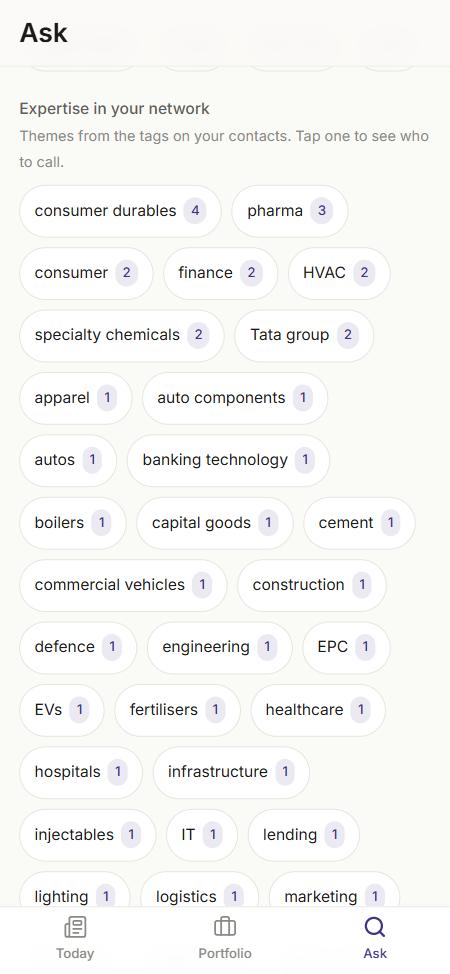 Ask
Expertise in your network
Themes from the tags on your contacts. Tap one to see who
to call.
consumer durables 4 pharma 3
consumer 2 finance 2 HVAC 2
specialty chemicals 2 Tata group 2
apparel 1 auto components 1
autos 1 banking technology 1
boilers 1 capital goods 1 cement 1
commercial vehicles 1 construction 1
defence 1 engineering 1 EPC 1
EVs 1 fertilisers 1 healthcare 1
hospitals 1 infrastructure 1
injectables 1 IT 1 lending 1
lighting 1 logistics 1 marketing 1
Today Portfolio Ask